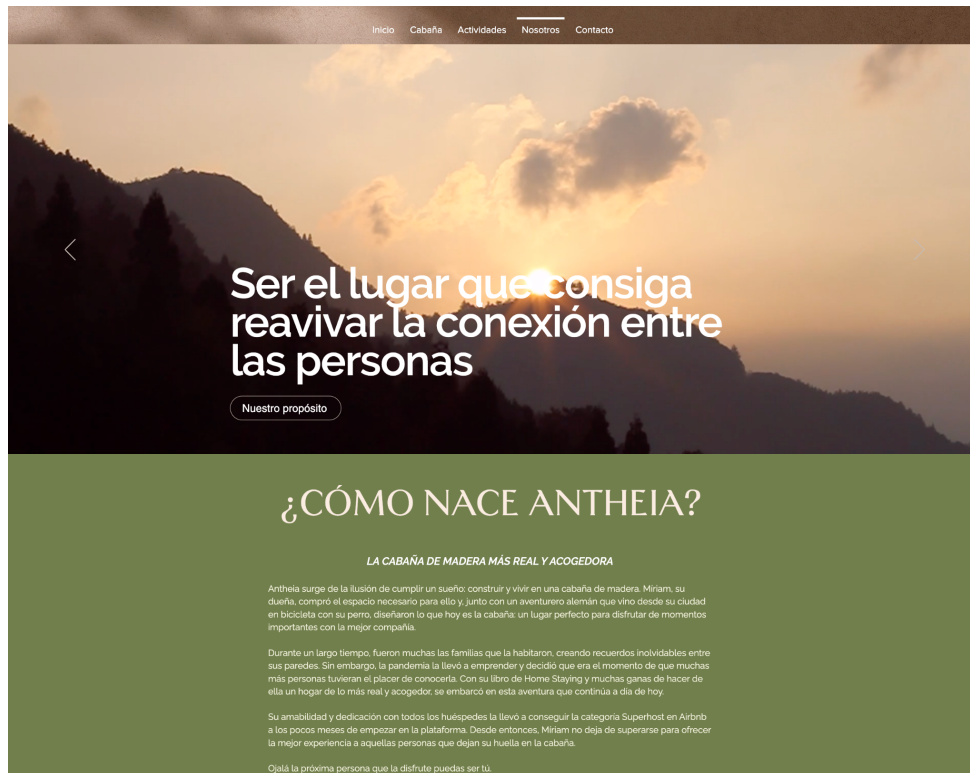 Inicio Cabaña Actividades Nosotros Contacto
Ser el lugar que consiga
reavivar la conexión entre
las personas
Nuestro propósito
¿CÓMO NACE ANTHEIA?
LA CABAÑA DE MADERA MÁS REAL Y ACOGEDORA
Antheia surge de la ilusión de cumplir un sueño: construir y vivir en una cabaña de madera. Miriam, su
dueña, compró el espacio necesario para ello y, junto con un aventurero alemán que vino desde su ciudad
en bicicleta con su perro, diseñaron lo que hoy es la cabaña: un lugar perfecto para disfrutar de momentos
importantes con la mejor compañía.
Durante un largo tiempo, fueron muchas las familias que la habitaron, creando recuerdos inolvidables entre
sus paredes. Sin embargo, la pandemia la llevó a emprender y decidió que era el momento de que muchas
más personas tuvieran el placer de conocerla. Con su libro de Home Staying y muchas ganas de hacer de
ella un hogar de lo más real y acogedor, se embarcó en esta aventura que continúa a día de hoy.
Su amabilidad y dedicación con todos los huéspedes la llevó a conseguir la categoría Superhost en Airbnb
a los pocos meses de empezar en la plataforma. Desde entonces, Miriam no deja de superarse para ofrecer
la mejor experiencia a aquellas personas que dejan su huella en la cabaña.
Ojalá la próxima persona que la disfrute puedas ser tú.